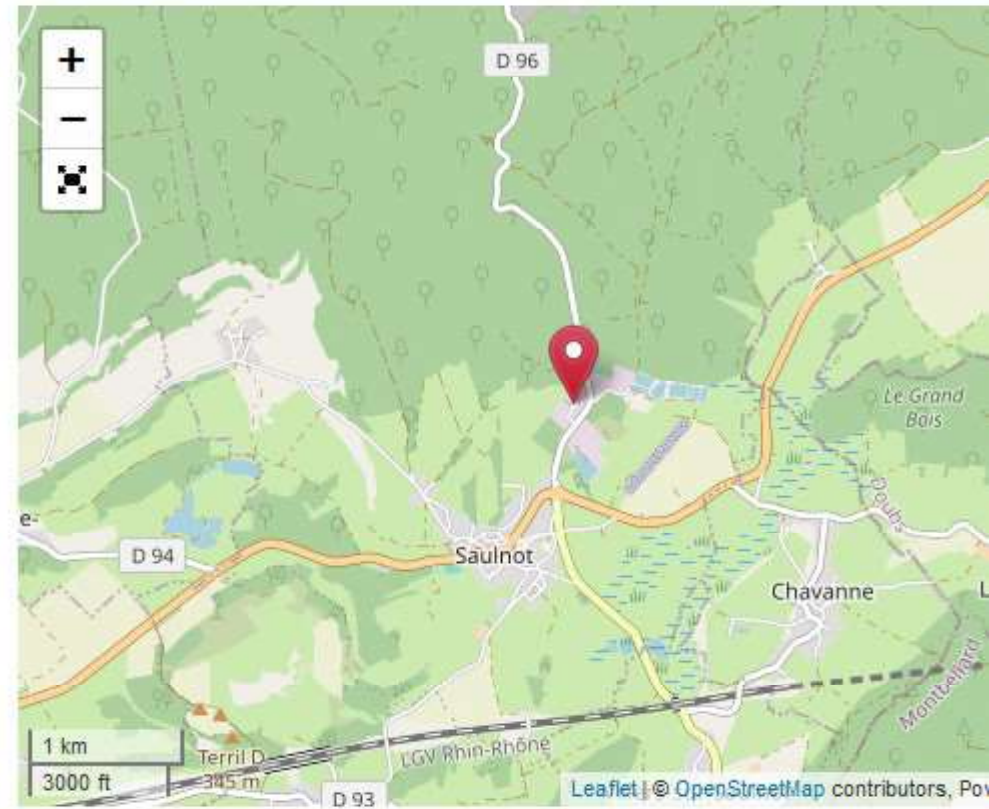 +
D 96
−
Le Grand
Bois
Doubs
e-
D 94
Saulnot
Chavanne
L
Montbéliard
1 km
LGV Rhin-Rhône
Terril D
345 m
3000 ft
D 93
Leaflet | © OpenStreetMap contributors, Pov